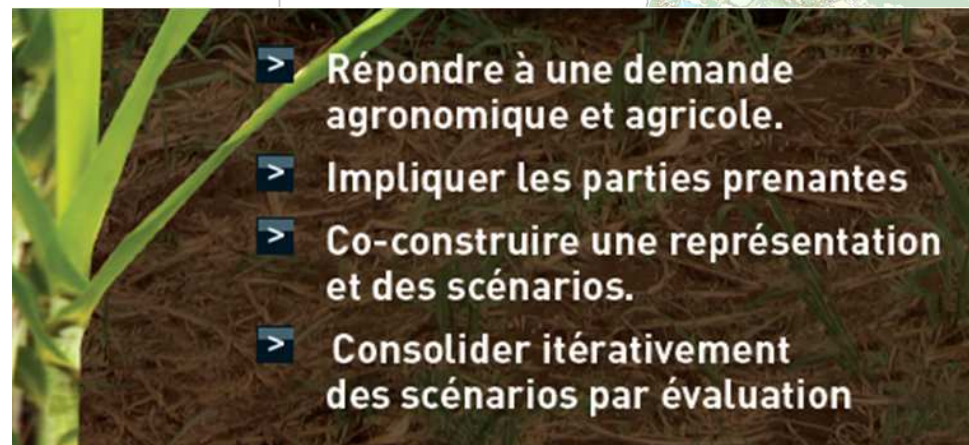 > Répondre à une demande
agronomique et agricole.
> Impliquer les parties prenantes
> Co-construire une représentation
et des scénarios.
> Consolider itérativement
des scénarios par évaluation